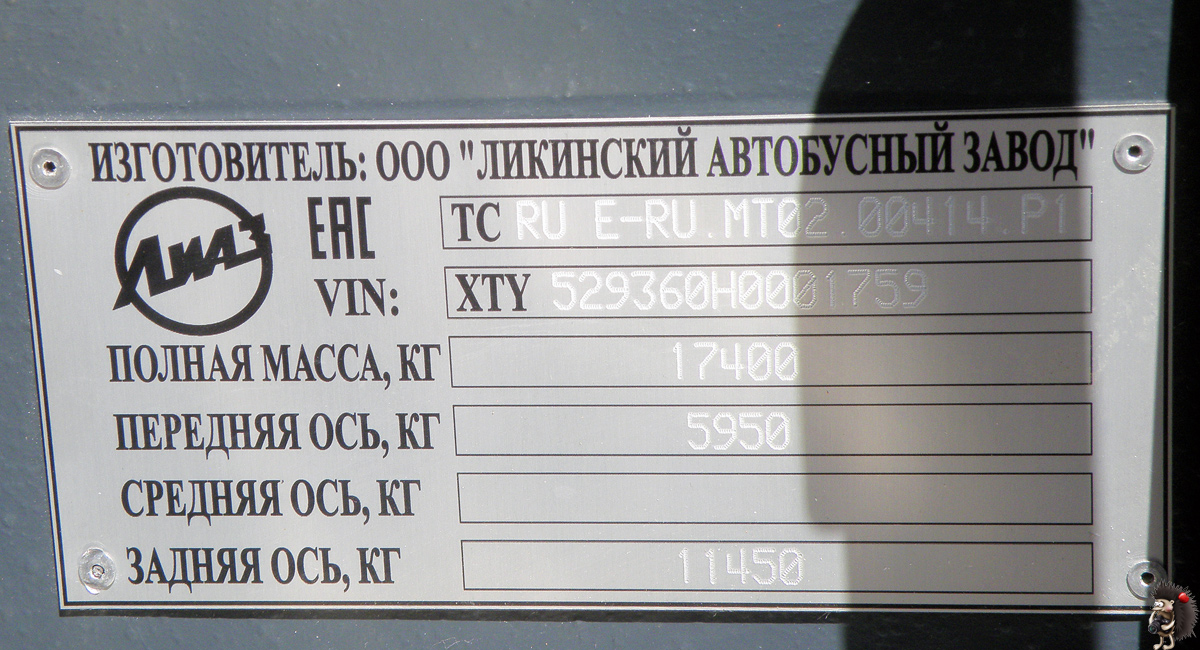 ИЗГОТОВИТЕЛЬ: ООО "ЛИКИНСКИЙ АВТОБУСНЫЙ ЗАВОД"
ЛиАЗ EAC ТС RU E-RU.MT02.00414.P1
VIN: XTY 529360H0001759
ПОЛНАЯ МАССА, КГ 17400
ПЕРЕДНЯЯ ОСЬ, КГ 5950
СРЕДНЯЯ ОСЬ, КГ
ЗАДНЯЯ ОСЬ, КГ 11450